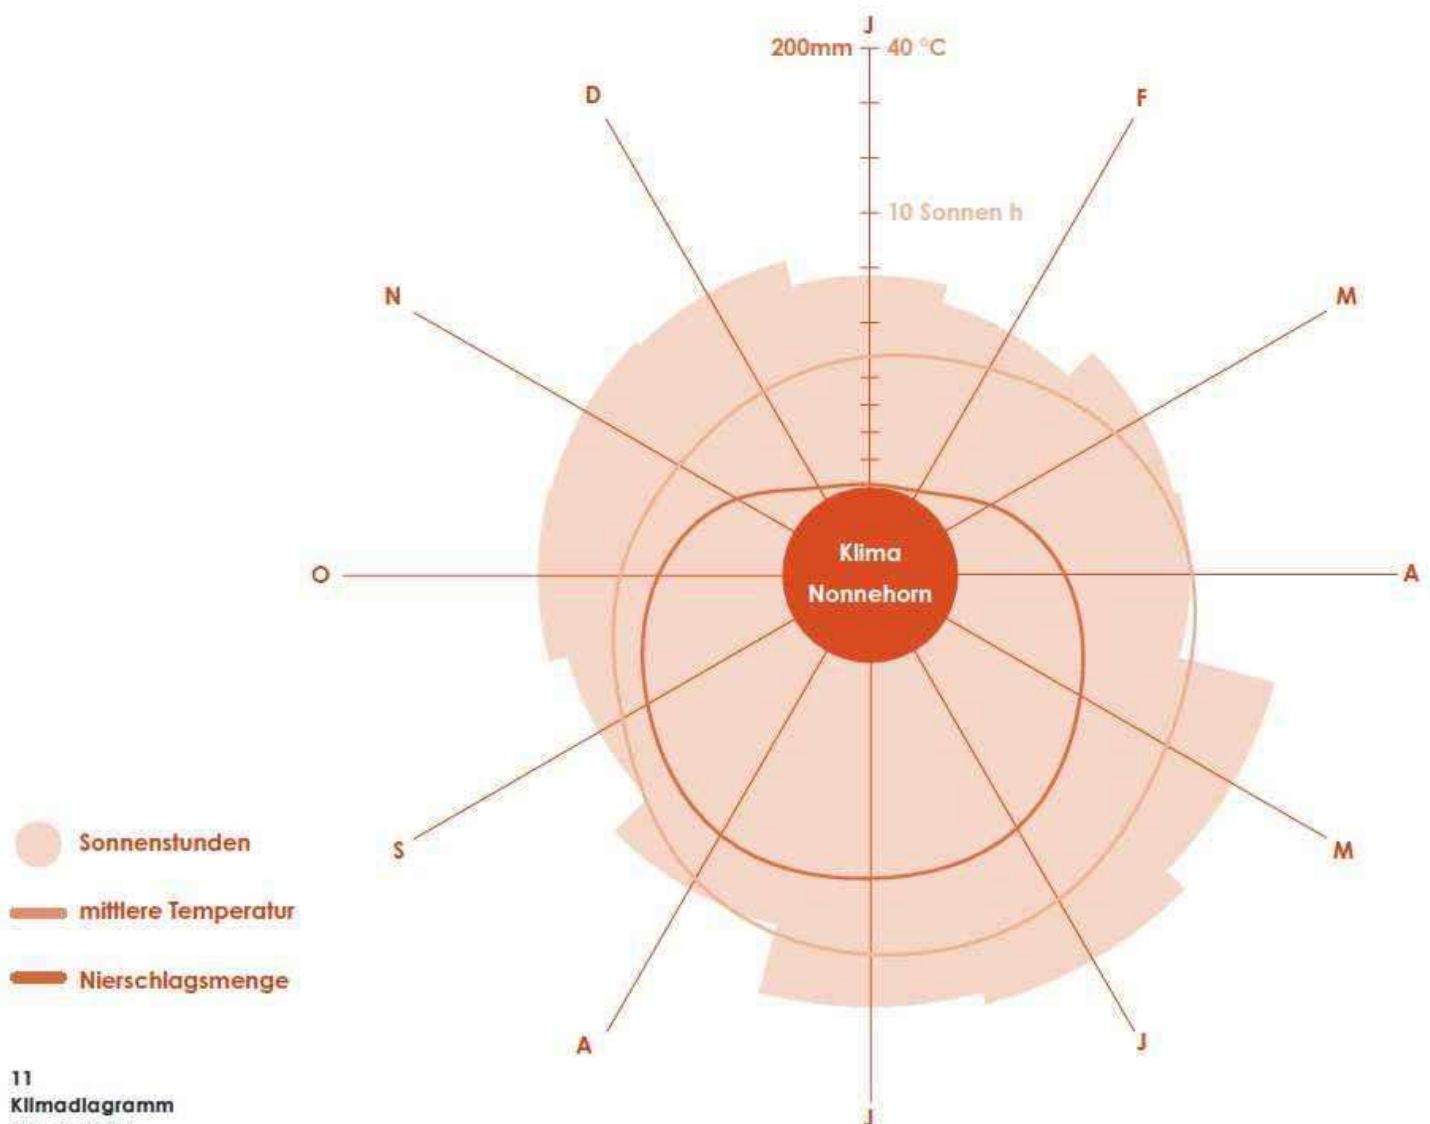 J
200mm
40 °C
D
F
10 Sonnen h
N
M
Klima
Nonnehorn
O
A
S
M
Sonnenstunden
mittlere Temperatur
Nierschlagsmenge
A
J
J
11
Klimadiagramm